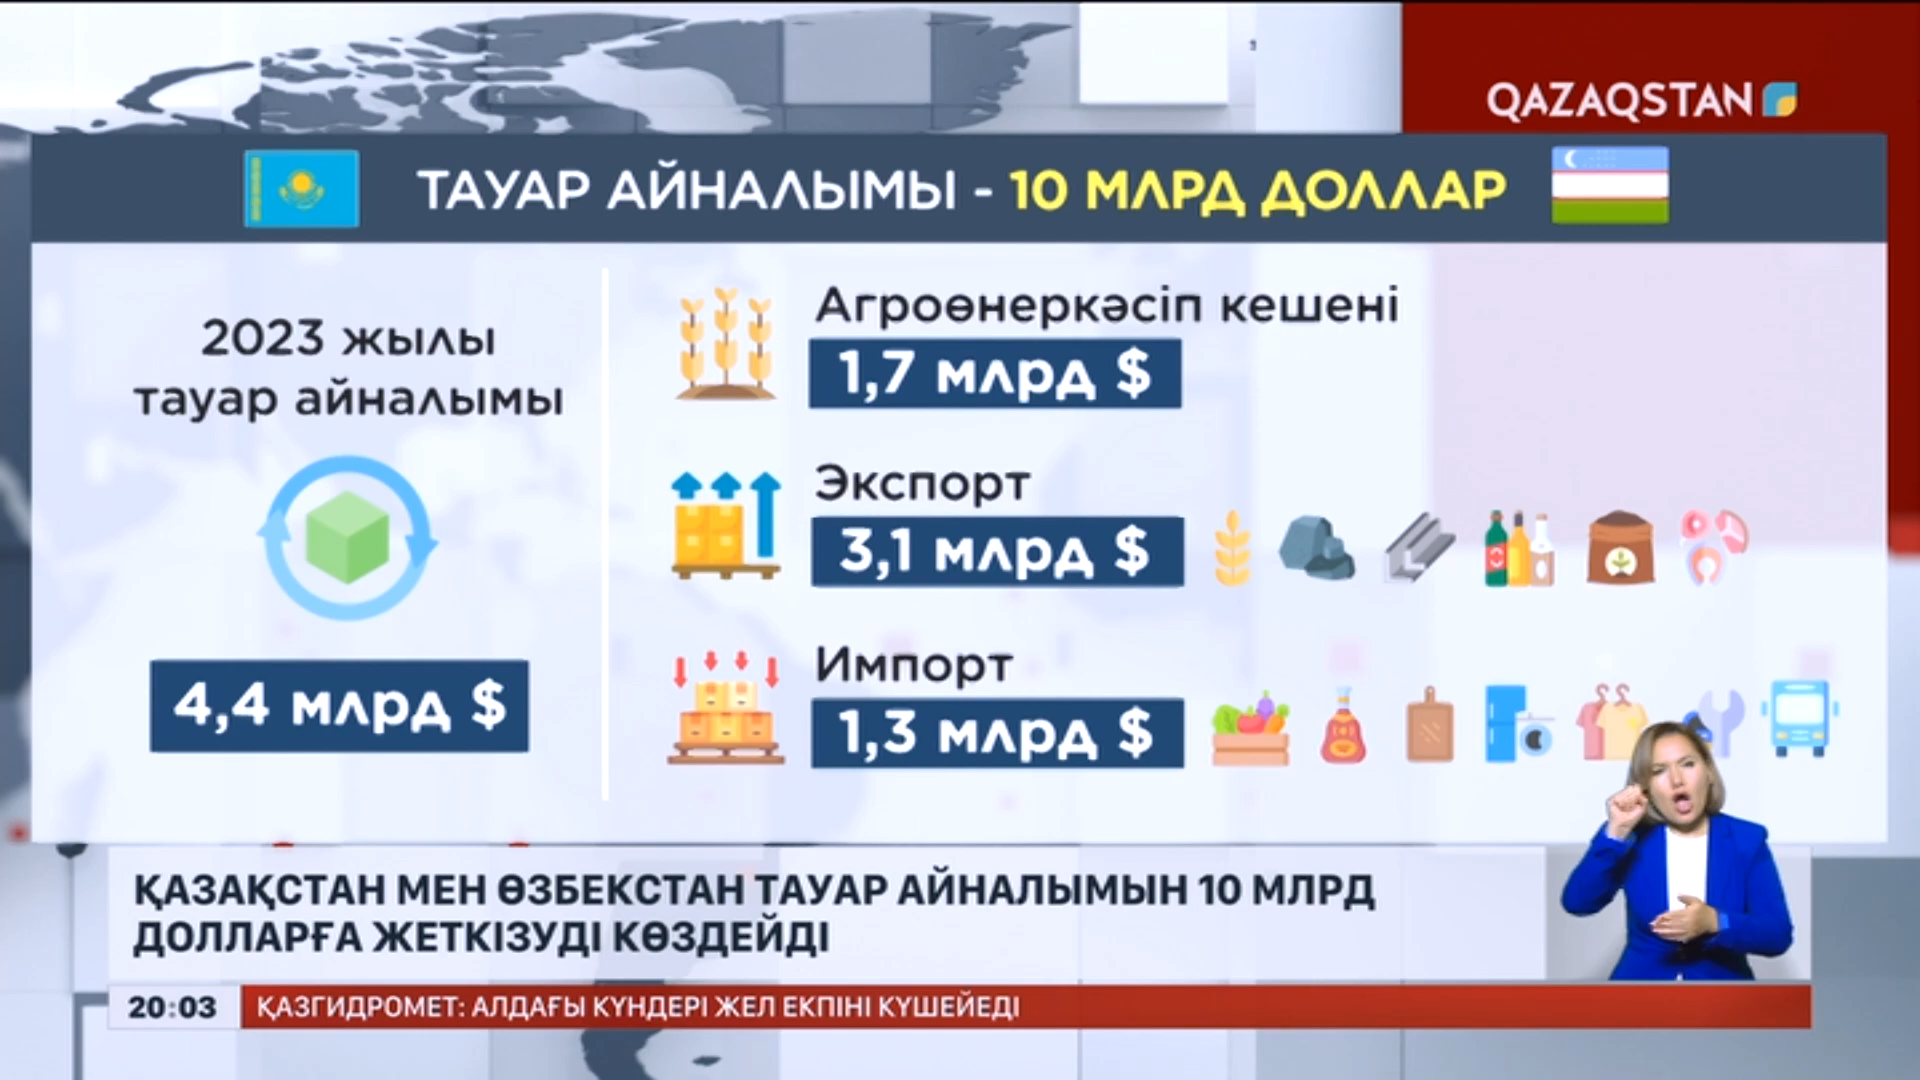 QAZAQSTAN
ТАУАР АЙНАЛЫМЫ - 10 МЛРД ДОЛЛАР
2023 жылы
тауар айналымы
4,4 млрд $
Агроөнеркәсіп кешені
1,7 млрд $
Экспорт
3,1 млрд $
Импорт
1,3 млрд $
ҚАЗАҚСТАН МЕН ӨЗБЕКСТАН ТАУАР АЙНАЛЫМЫН 10 МЛРД
ДОЛЛАРҒА ЖЕТКІЗУДІ КӨЗДЕЙДІ
20:03 ҚАЗГИДРОМЕТ: АЛДАҒЫ КҮНДЕРІ ЖЕЛ ЕКПІНІ КҮШЕЙЕДІ